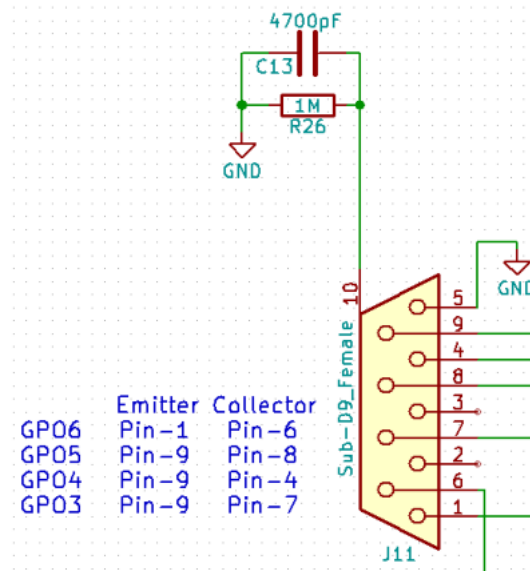 4700pF
C13
1M
R26
GND
10
Sub-D9_Female
5
GND
9
4
8
3
7
2
6
1
J11
Emitter Collector
GPO6 Pin-1 Pin-6
GPO5 Pin-9 Pin-8
GPO4 Pin-9 Pin-4
GPO3 Pin-9 Pin-7